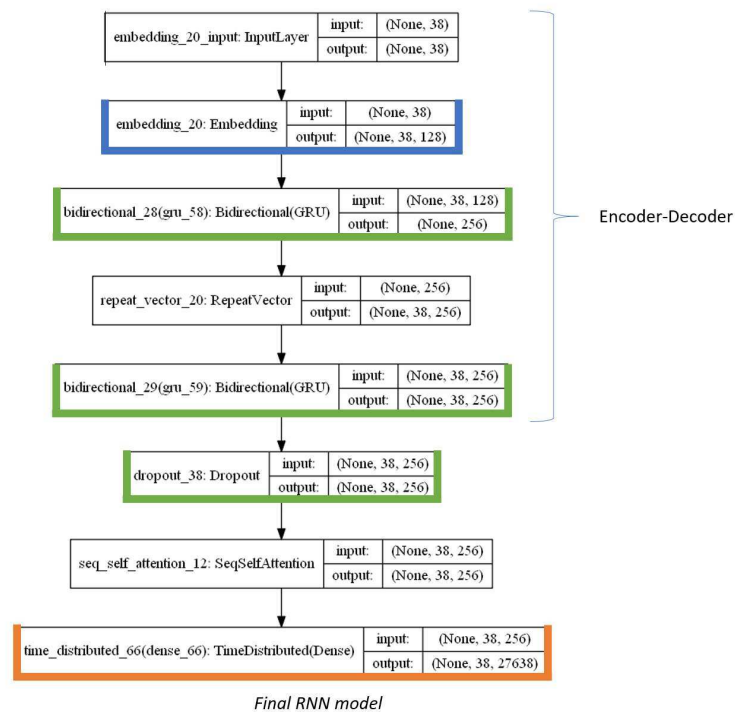 embedding_20_input: InputLayer input: (None, 38)
output: (None, 38)
embedding_20: Embedding input: (None, 38)
output: (None, 38, 128)
bidirectional_28(gru_58): Bidirectional(GRU) input: (None, 38, 128)
output: (None, 256)
Encoder-Decoder
repeat_vector_20: RepeatVector input: (None, 256)
output: (None, 38, 256)
bidirectional_29(gru_59): Bidirectional(GRU) input: (None, 38, 256)
output: (None, 38, 256)
dropout_38: Dropout input: (None, 38, 256)
output: (None, 38, 256)
seq_self_attention_12: SeqSelfAttention input: (None, 38, 256)
output: (None, 38, 256)
time_distributed_66(dense_66): TimeDistributed(Dense) input: (None, 38, 256)
output: (None, 38, 27638)
Final RNN model